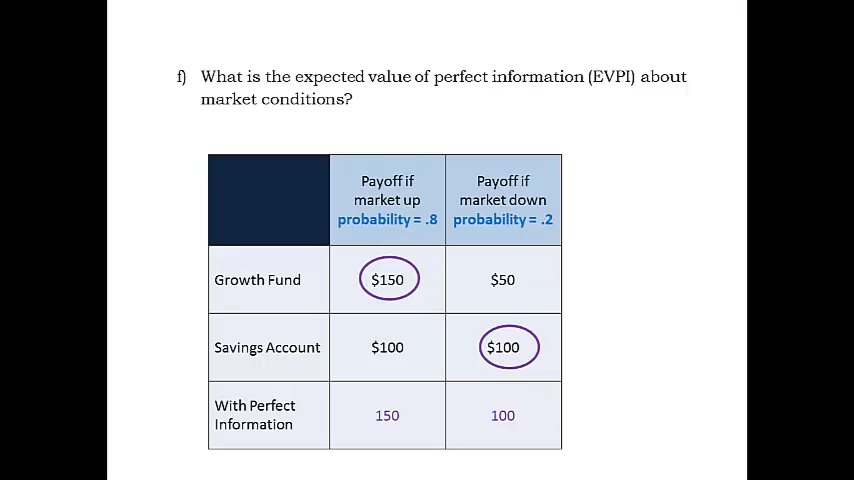 f) What is the expected value of perfect information (EVPI) about
market conditions?
Payoff if
market up
probability = .8
Payoff if
market down
probability = .2
Growth Fund
$150
$50
Savings Account
$100
$100
With Perfect
Information
150
100